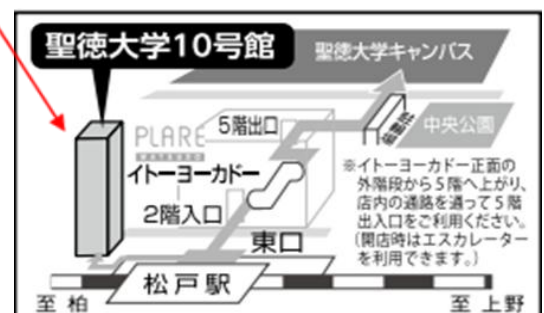 聖徳大学10号館
聖徳大学キャンパス
PLARE
MATSUDO
5階出口
中央公園
イトーヨーカドー
2階入口
※イトーヨーカドー正面の
外階段から5階へ上がり、
店内の通路を通って5階
出入口をご利用ください。
(開店時はエスカレーター
を利用できます。)
東口
松戸駅
至 柏
至 上野